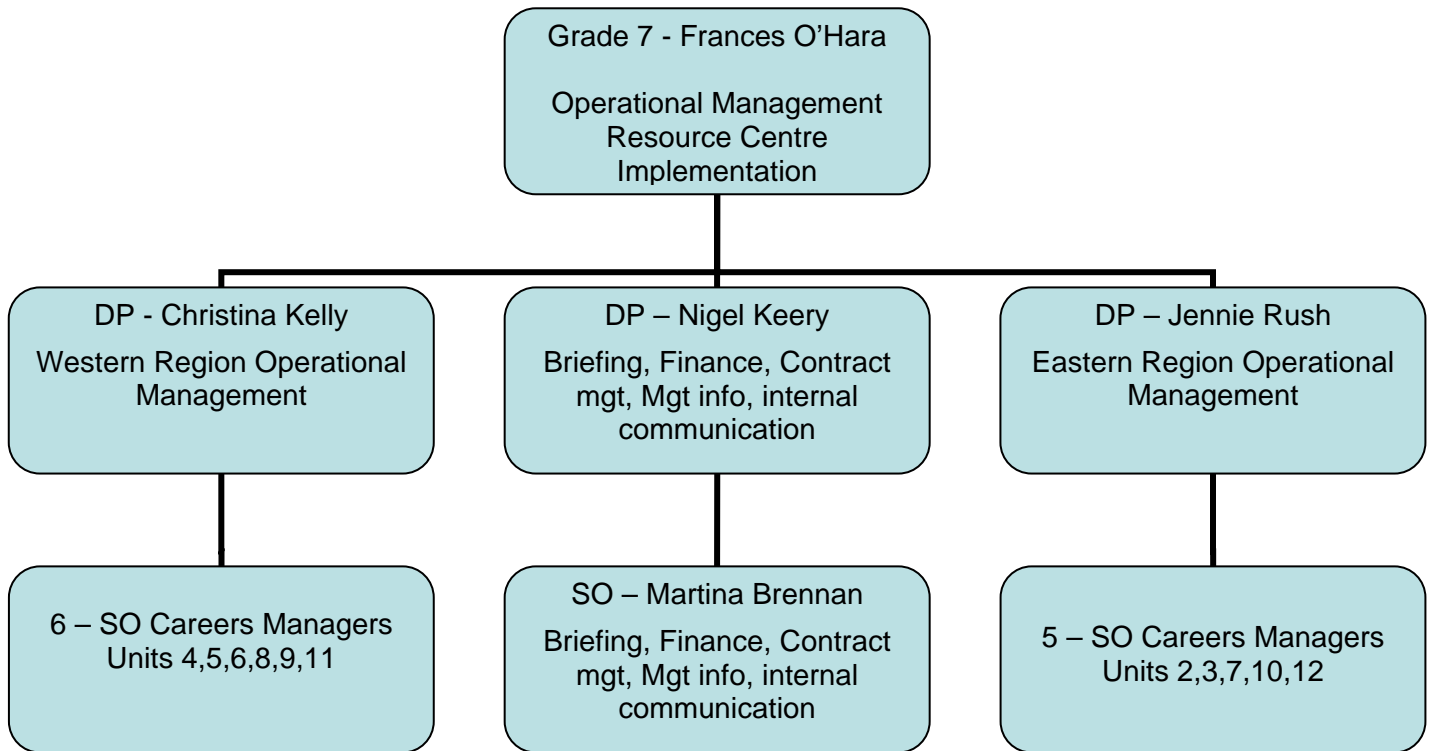 Grade 7 - Frances O’Hara
Operational Management
Resource Centre
Implementation
DP - Christina Kelly
Western Region Operational
Management
DP – Nigel Keery
Briefing, Finance, Contract
mgt, Mgt info, internal
communication
DP – Jennie Rush
Eastern Region Operational
Management
6 – SO Careers Managers
Units 4,5,6,8,9,11
SO – Martina Brennan
Briefing, Finance, Contract
mgt, Mgt info, internal
communication
5 – SO Careers Managers
Units 2,3,7,10,12